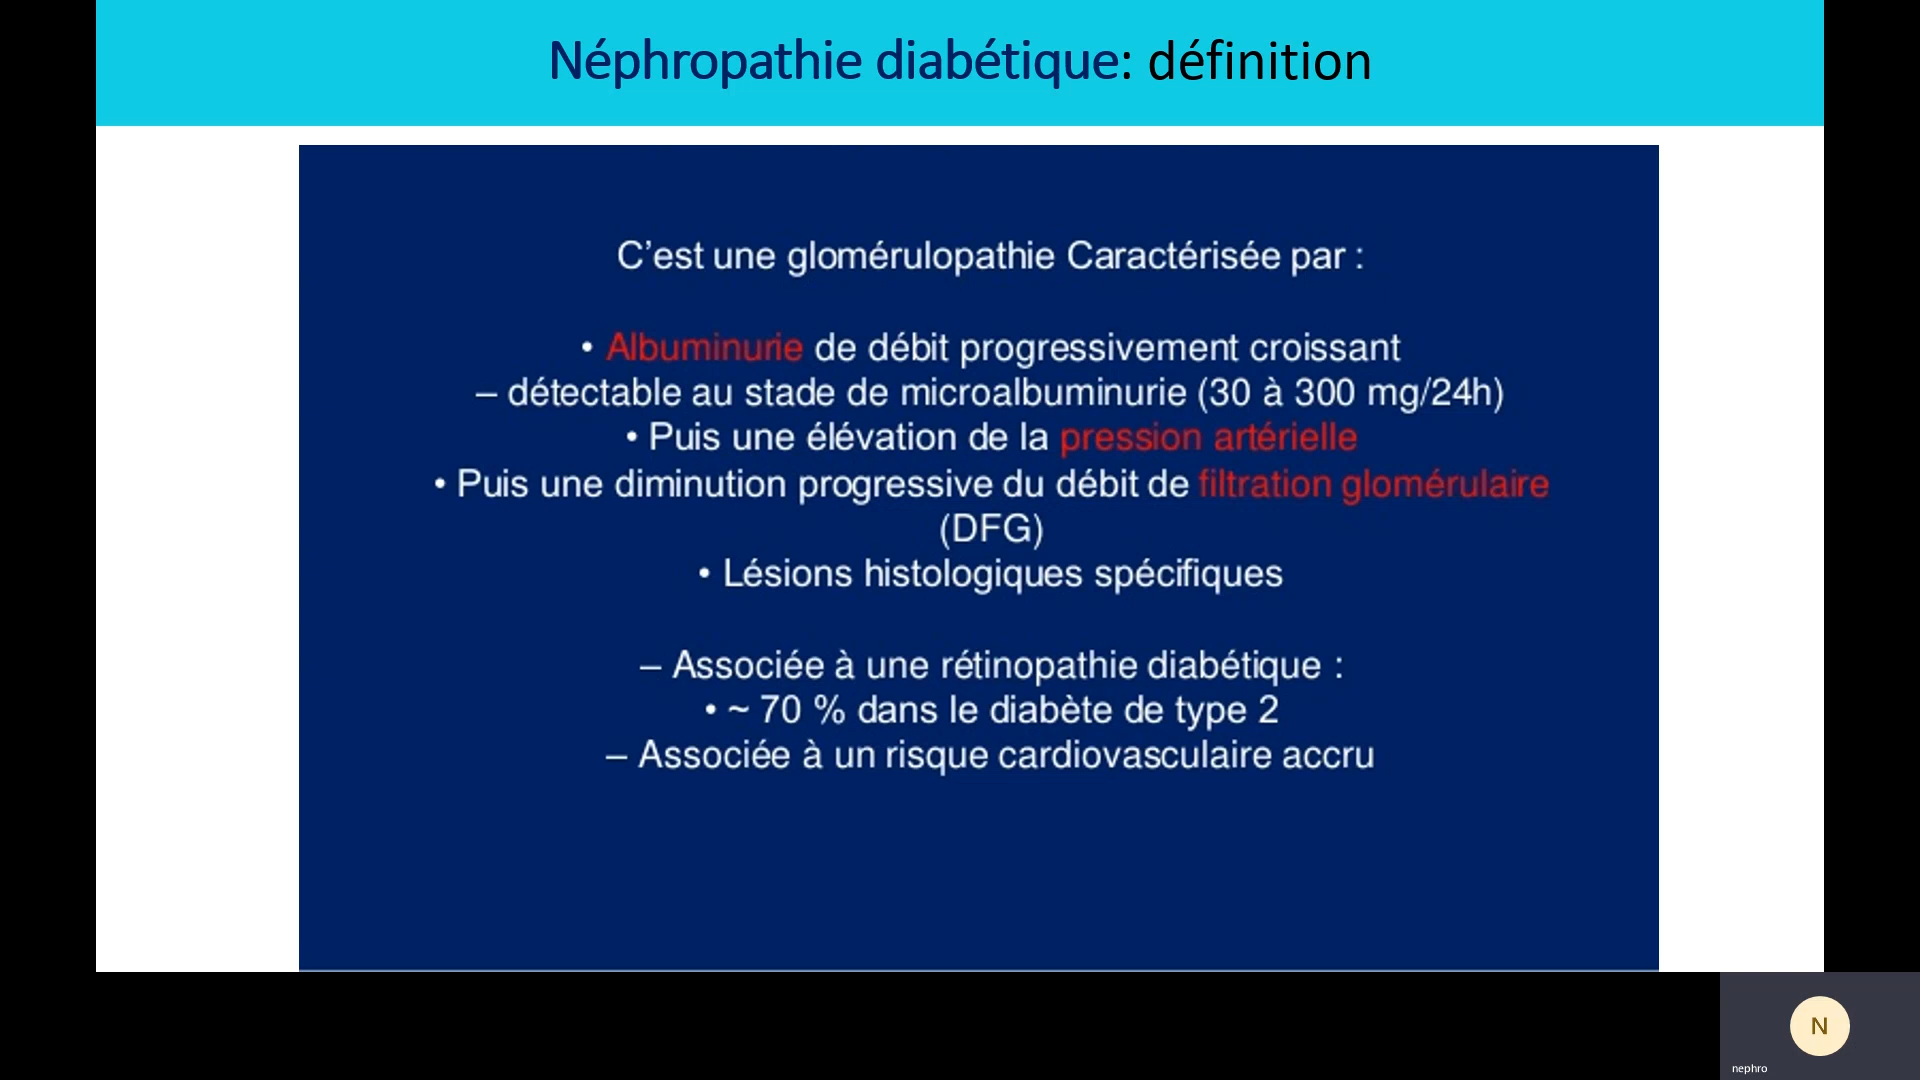 Néphropathie diabétique: définition
C’est une glomérulopathie Caractérisée par :
• Albuminurie de débit progressivement croissant
– détectable au stade de microalbuminurie (30 à 300 mg/24h)
• Puis une élévation de la pression artérielle
• Puis une diminution progressive du débit de filtration glomérulaire
(DFG)
• Lésions histologiques spécifiques
– Associée à une rétinopathie diabétique :
• ~ 70 % dans le diabète de type 2
– Associée à un risque cardiovasculaire accru
N
nephro